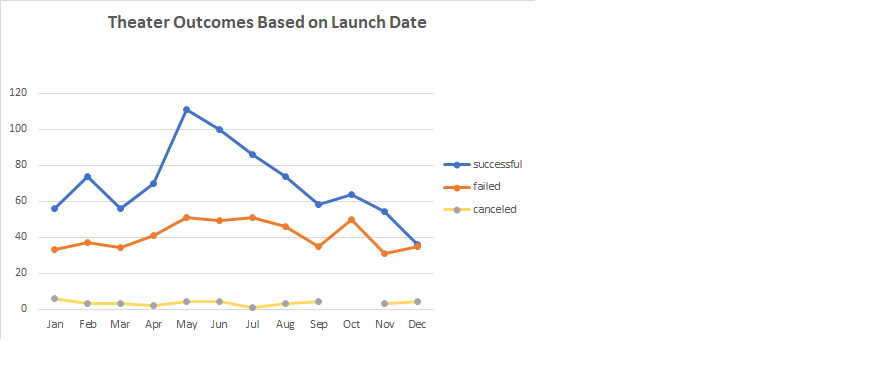 Theater Outcomes Based on Launch Date
120
100
80
60
40
20
0
Jan Feb Mar Apr May Jun Jul Aug Sep Oct Nov Dec
successful
failed
canceled